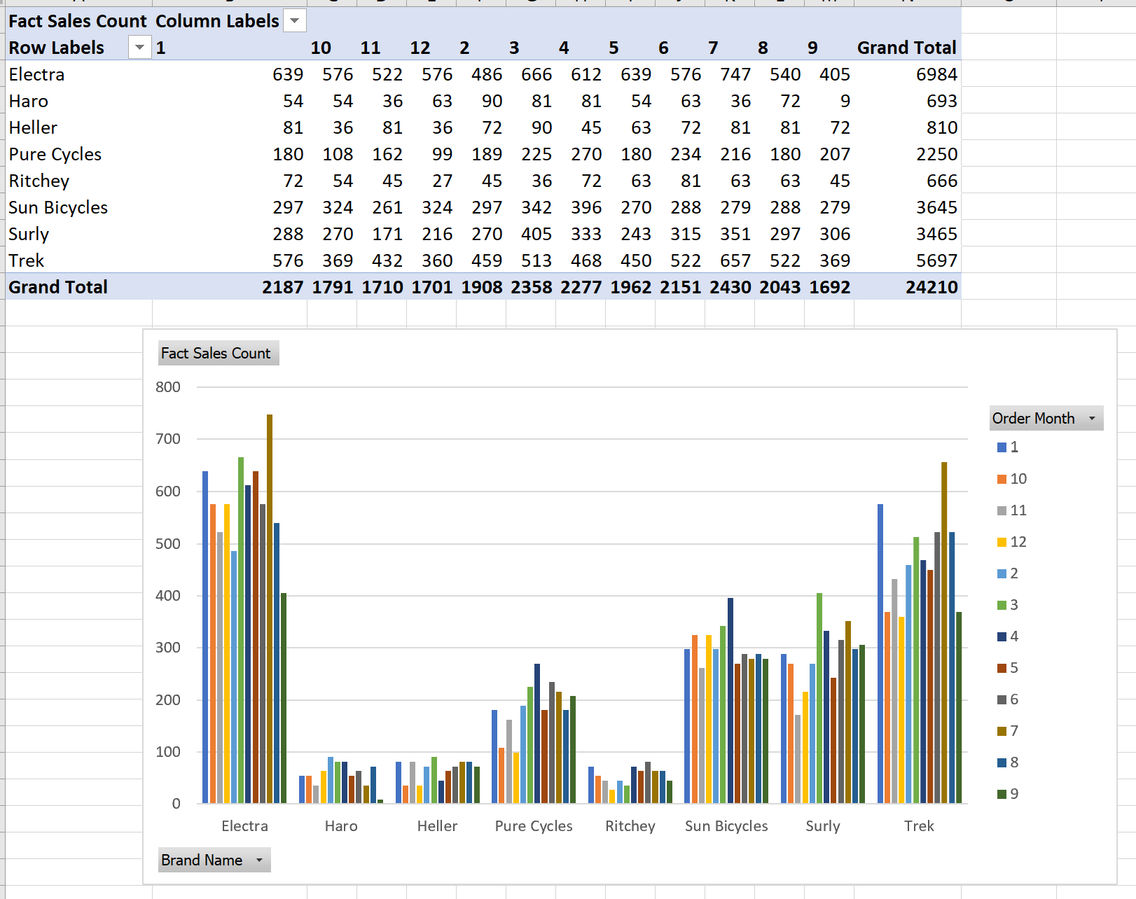 Fact Sales Count Column Labels
Row Labels 1 10 11 12 2 3 4 5 6 7 8 9 Grand Total
Electra 639 576 522 576 486 666 612 639 576 747 540 405 6984
Haro 54 54 36 63 90 81 81 54 63 36 72 9 693
Heller 81 36 81 36 72 90 45 63 72 81 81 72 810
Pure Cycles 180 108 162 99 189 225 270 180 234 216 180 207 2250
Ritchey 72 54 45 27 45 36 72 63 81 63 63 45 666
Sun Bicycles 297 324 261 324 297 342 396 270 288 279 288 279 3645
Surly 288 270 171 216 270 405 333 243 315 351 297 306 3465
Trek 576 369 432 360 459 513 468 450 522 657 522 369 5697
Grand Total 2187 1791 1710 1701 1908 2358 2277 1962 2151 2430 2043 1692 24210
Fact Sales Count
800
700
600
500
400
300
200
100
0
Electra Haro Heller Pure Cycles Ritchey Sun Bicycles Surly Trek
Brand Name
Order Month
1
10
11
12
2
3
4
5
6
7
8
9